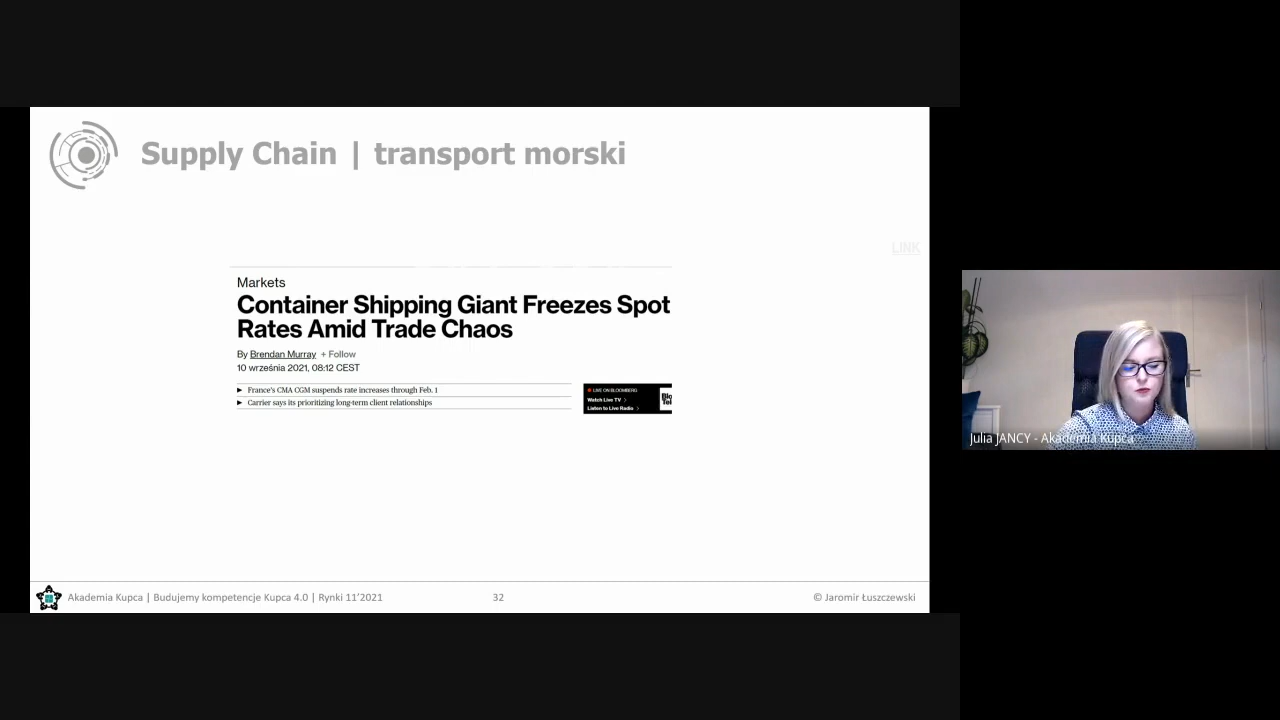 Supply Chain | transport morski
LINK
Markets
Container Shipping Giant Freezes Spot
Rates Amid Trade Chaos
By Brendan Murray + Follow
10 września 2021, 08:12 CEST
► France's CMA CGM suspends rate increases through Feb. 1
► Carrier says its prioritizing long-term client relationships
LIVE ON BLOOMBERG
Watch Live TV >
Listen to Live Radio >
Julia JANCY - Akademia Kupca
Akademia Kupca | Budujemy kompetencje Kupca 4.0 | Rynki 11'2021
32
© Jaromir Łuszczewski